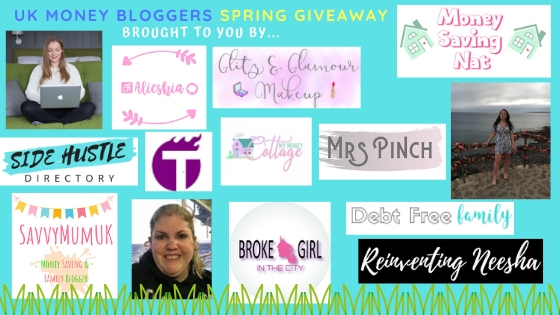 UK MONEY BLOGGERS SPRING GIVEAWAY
BROUGHT TO YOU BY...
Money
Saving
Nat
Alieshia
Glitz & Glamour
Makeup
SIDE HUSTLE
DIRECTORY
T
MY MONEY
Cottage
MRS PINCH
SAVVYMUMUK
MONEY SAVING &
FAMILY BLOGGER
BROKE GIRL
IN THE CITY
Debt Free family
Reinventing Neesha